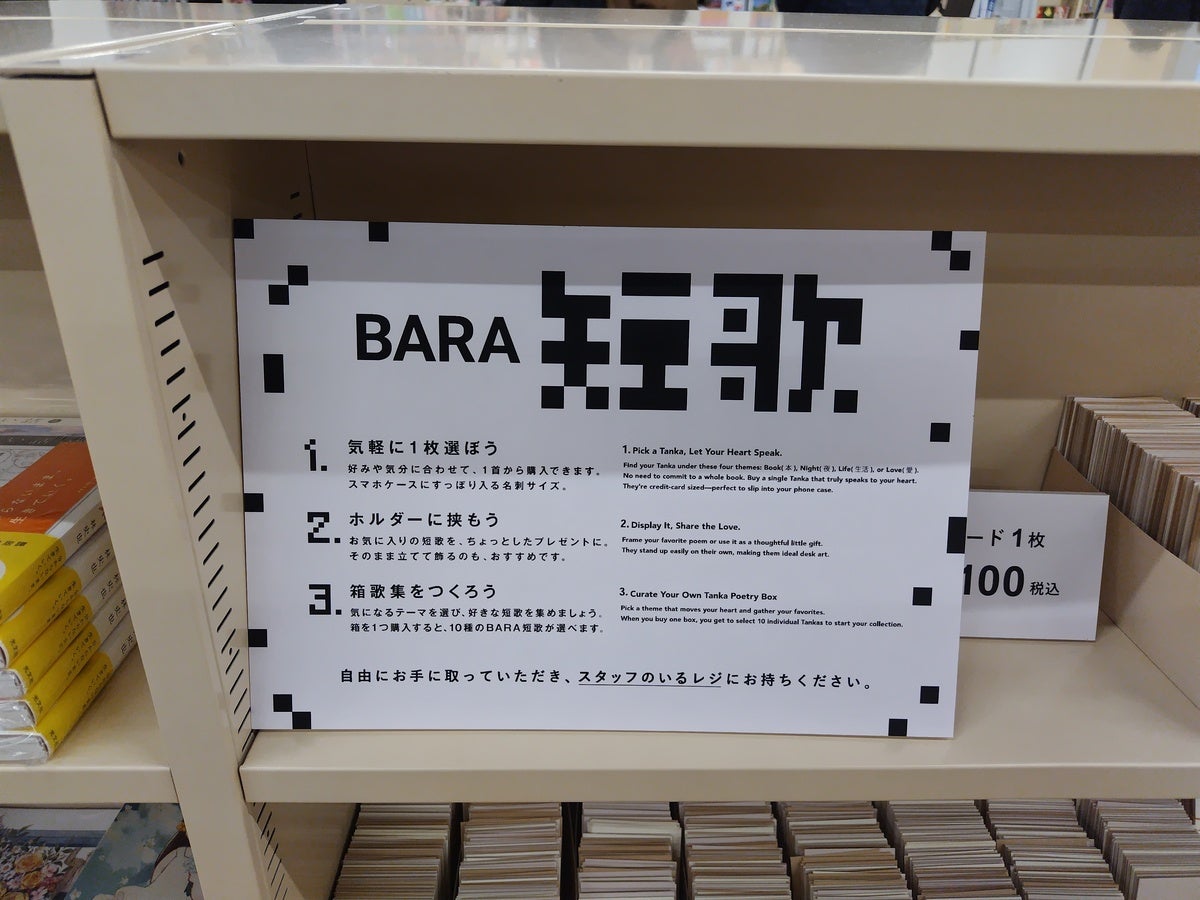 BARA 短歌
1. 気軽に1枚選ぼう
好みや気分に合わせて、1首から購入できます。
スマホケースにすっぽり入る名刺サイズ。
2. ホルダーに挟もう
お気に入りの短歌を、ちょっとしたプレゼントに。
そのまま立てて飾るのも、おすすめです。
3. 箱歌集をつくろう
気になるテーマを選び、好きな短歌を集めましょう。
箱を1つ購入すると、10種のBARA短歌が選べます。
1. Pick a Tanka, Let Your Heart Speak.
Find your Tanka under these four themes: Book(本), Night(夜), Life(生活), or Love(愛).
No need to commit to a whole book. Buy a single Tanka that truly speaks to your heart.
They're credit-card sized—perfect to slip into your phone case.
2. Display It, Share the Love.
Frame your favorite poem or use it as a thoughtful little gift.
They stand up easily on their own, making them ideal desk art.
3. Curate Your Own Tanka Poetry Box
Pick a theme that moves your heart and gather your favorites.
When you buy one box, you get to select 10 individual Tankas to start your collection.
自由にお手に取っていただき、スタッフのいるレジにお持ちください。
ード 1枚
100 税込